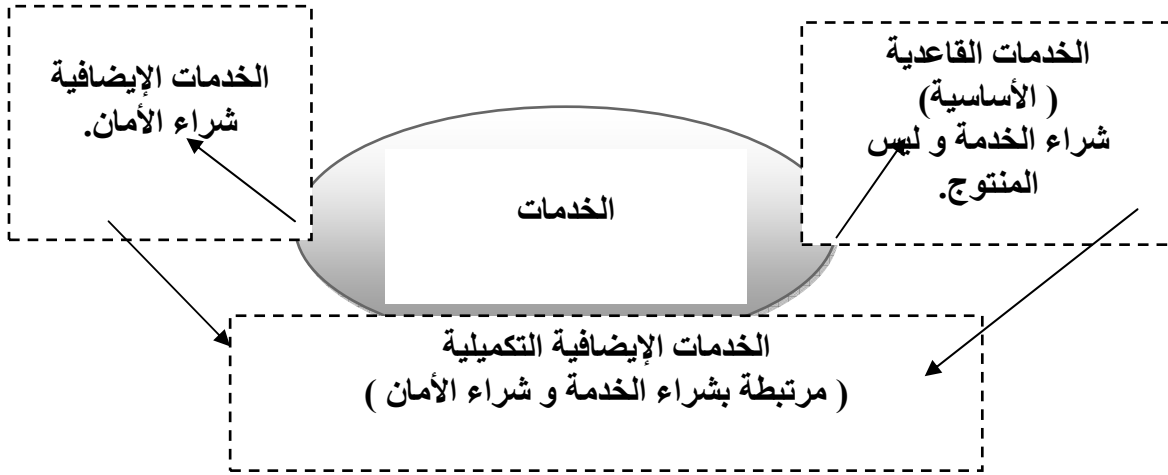 الخدمات القاعدية
( الأساسية)
شراء الخدمة و ليس
المنتوج.
الخدمات الإيضافية
شراء الأمان.
الخدمات
الخدمات الإيضافية التكميلية
( مرتبطة بشراء الخدمة و شراء الأمان )